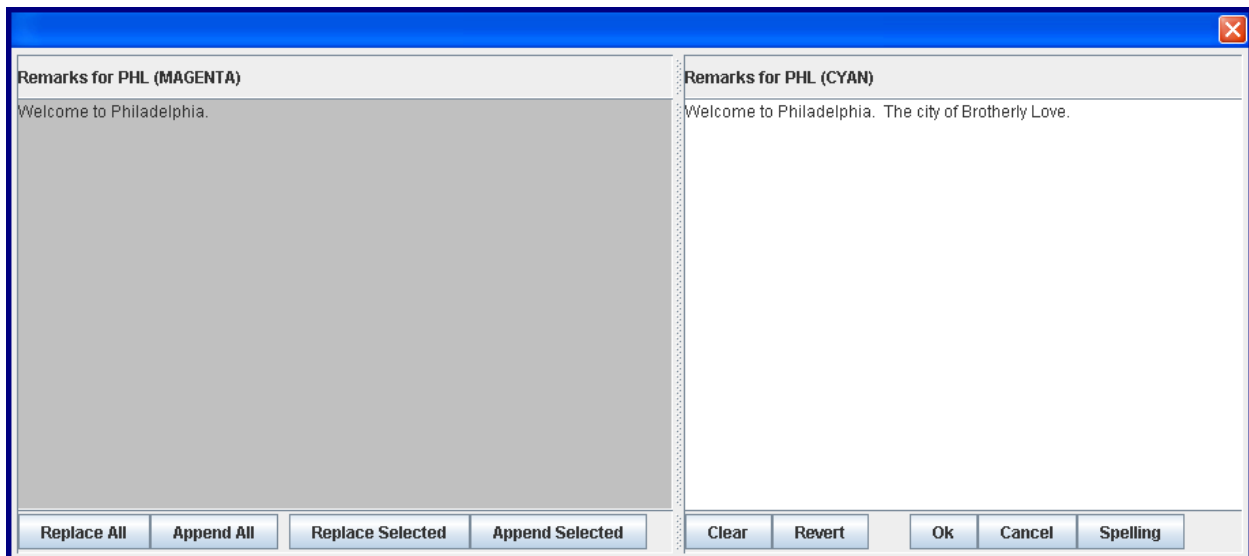 Remarks for PHL (MAGENTA)
Welcome to Philadelphia.
Replace All Append All Replace Selected Append Selected
Remarks for PHL (CYAN)
Welcome to Philadelphia.  The city of Brotherly Love.
Clear Revert Ok Cancel Spelling